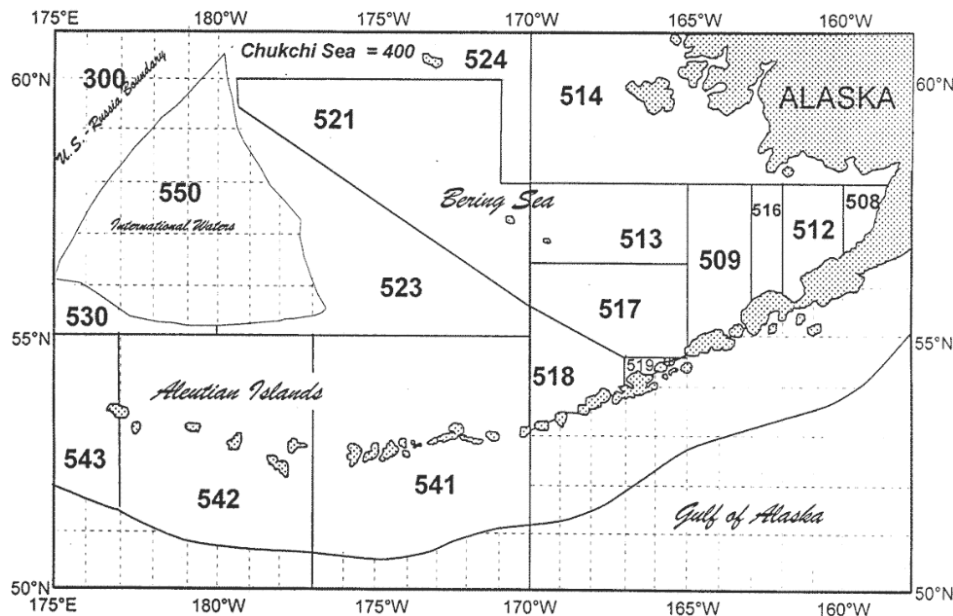 175°E 180°W 175°W 170°W 165°W 160°W
60°N 300 Chukchi Sea = 400 524 60°N
U.S. - Russia Boundary
521 514 ALASKA
550
International Waters
Bering Sea
516 508
513 509 512
523
517
530
55°N 55°N
519
518
Aleutian Islands
543 542 541
Gulf of Alaska
50°N 50°N
175°E 180°W 175°W 170°W 165°W 160°W